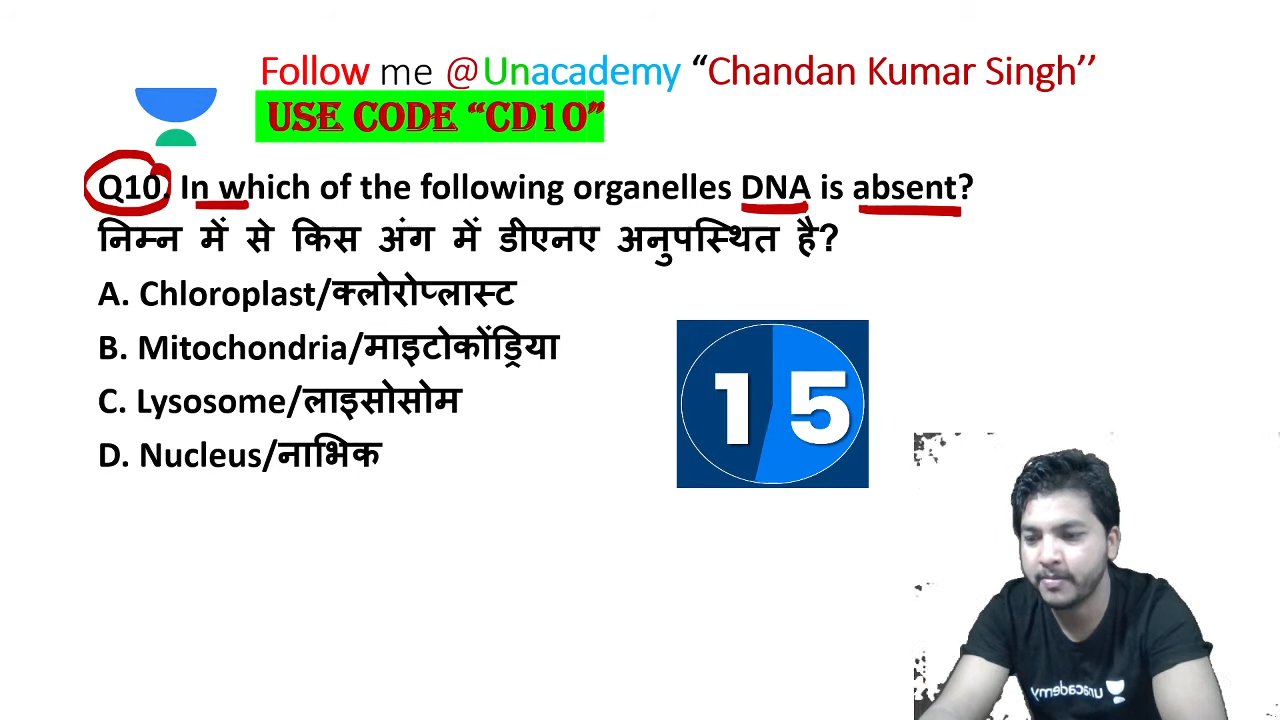 Follow me @Unacademy “Chandan Kumar Singh’’
USE CODE “CD10”
Q10. In which of the following organelles DNA is absent?
निम्न में से किस अंग में डीएनए अनुपस्थित है?
A. Chloroplast/क्लोरोप्लास्ट
B. Mitochondria/माइटोकोंड्रिया
C. Lysosome/लाइसोसोम
D. Nucleus/नाभिक
15
unacademy